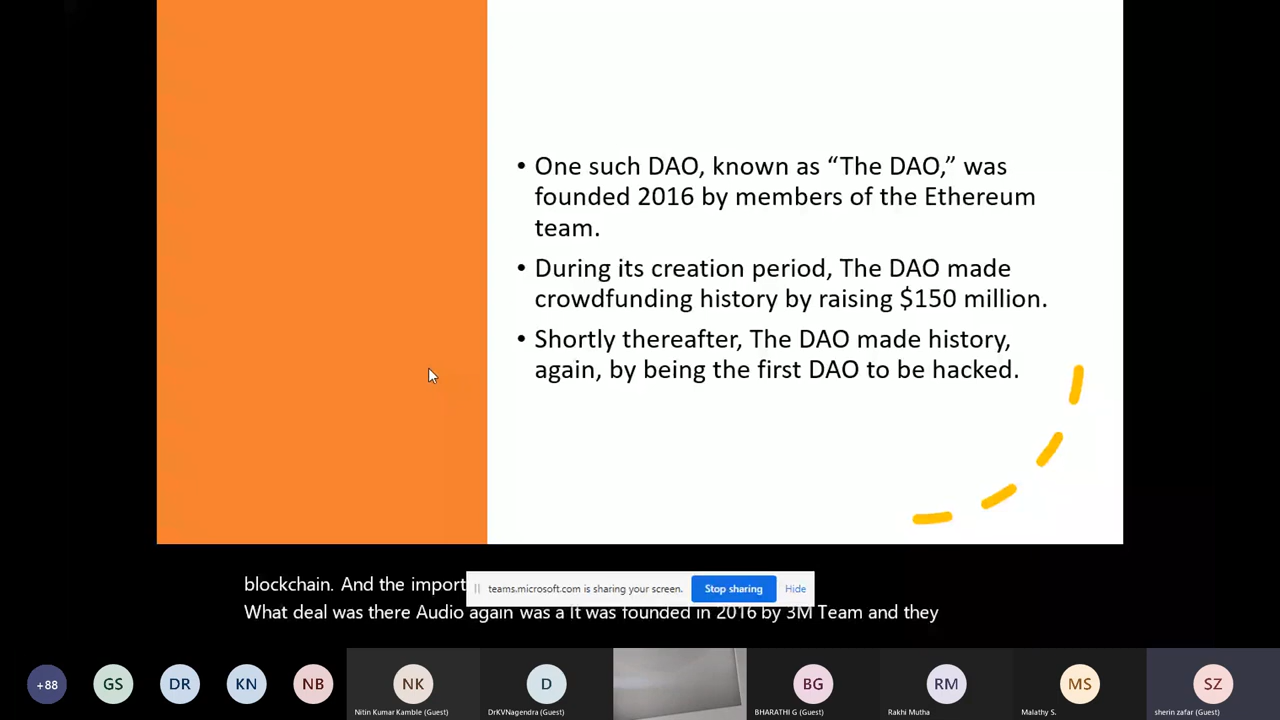 • One such DAO, known as “The DAO,” was
founded 2016 by members of the Ethereum
team.
• During its creation period, The DAO made
crowdfunding history by raising $150 million.
• Shortly thereafter, The DAO made history,
again, by being the first DAO to be hacked.
blockchain. And the import
teams.microsoft.com is sharing your screen. Stop sharing Hide
What deal was there Audio again was a It was founded in 2016 by 3M Team and they
+88 GS DR KN NB NK D BG RM MS SZ
Nitin Kumar Kamble (Guest) DrKVNagendra (Guest) BHARATHI G (Guest) Rakhi Mutha Malathy S. sherin zafar (Guest)